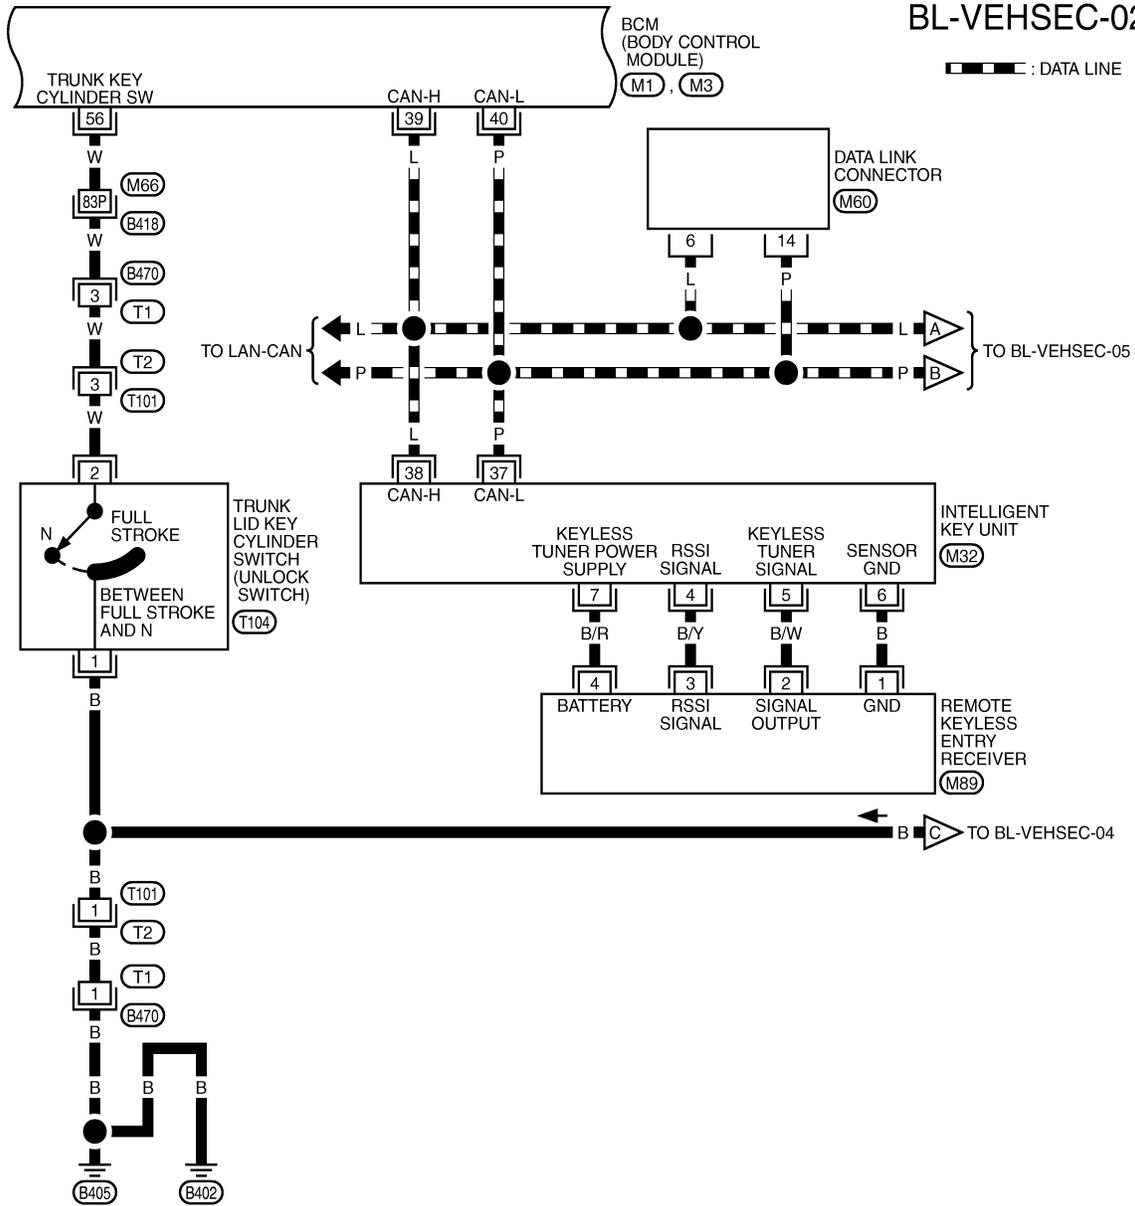 BL-VEHSEC-02
: DATA LINE
BCM
(BODY CONTROL
MODULE)
M1 , M3
TRUNK KEY
CYLINDER SW
CAN-H
CAN-L
56
39
40
W
L
P
DATA LINK
CONNECTOR
M60
M66
83P
B418
W
6
14
L
P
B470
3
T1
W
TO LAN-CAN
L
L
A
P
P
B
TO BL-VEHSEC-05
T2
3
T101
W
L
P
2
38
37
CAN-H
CAN-L
N
FULL
STROKE
BETWEEN
FULL STROKE
AND N
TRUNK
LID KEY
CYLINDER
SWITCH
(UNLOCK
SWITCH)
T104
INTELLIGENT
KEY UNIT
M32
KEYLESS
TUNER POWER
SUPPLY
RSSI
SIGNAL
KEYLESS
TUNER
SIGNAL
SENSOR
GND
7
4
5
6
B/R
B/Y
B/W
B
4
3
2
1
BATTERY
RSSI
SIGNAL
SIGNAL
OUTPUT
GND
REMOTE
KEYLESS
ENTRY
RECEIVER
M89
1
B
B
C
TO BL-VEHSEC-04
B
T101
1
T2
B
T1
1
B470
B
B
B
B
B405
B402